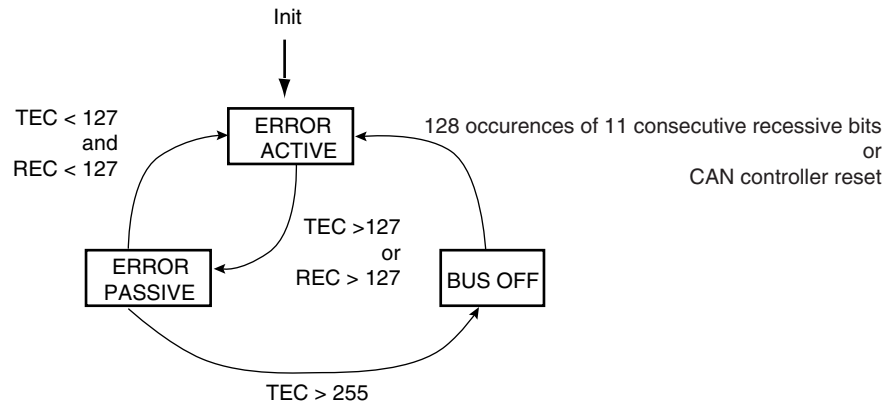 Init
TEC < 127
and
REC < 127
ERROR
ACTIVE
128 occurences of 11 consecutive recessive bits
or
CAN controller reset
TEC >127
or
REC > 127
ERROR
PASSIVE
BUS OFF
TEC > 255